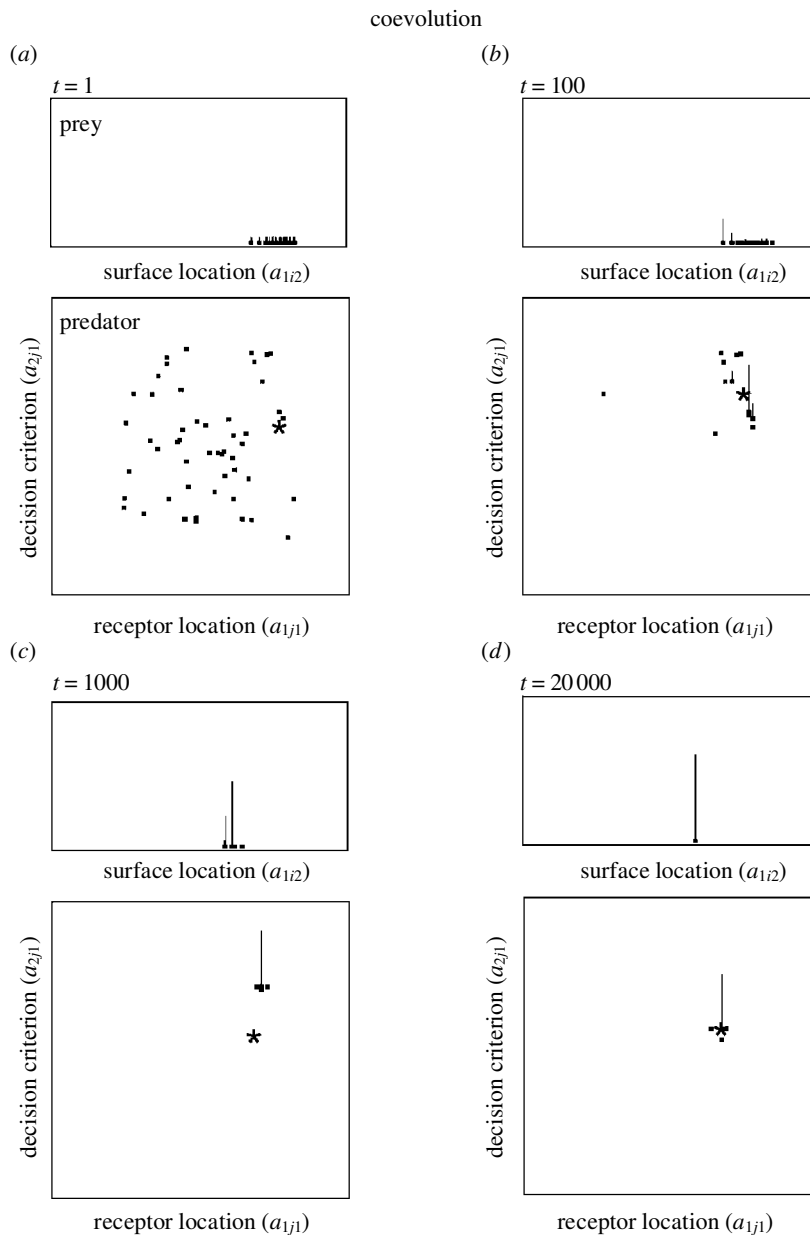 coevolution
(a)
(b)
t = 1
t = 100
prey
surface location (a1i2)
surface location (a1i2)
predator
decision criterion (a2j1)
decision criterion (a2j1)
receptor location (a1j1)
receptor location (a1j1)
(c)
(d)
t = 1000
t = 20 000
surface location (a1i2)
surface location (a1i2)
decision criterion (a2j1)
decision criterion (a2j1)
receptor location (a1j1)
receptor location (a1j1)